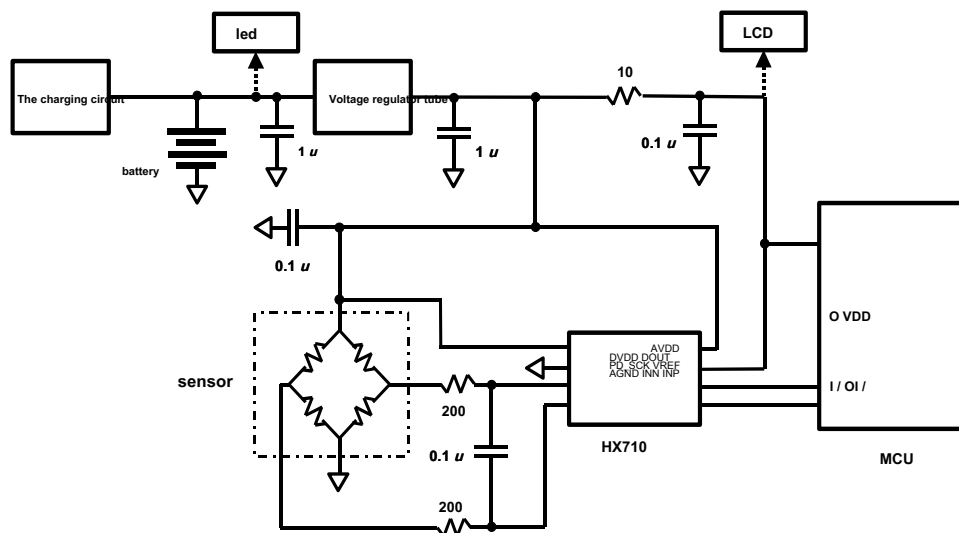 led
LCD
The charging circuit
Voltage regulator tube
10
1 u
1 u
0.1 u
battery
0.1 u
O VDD
sensor
AVDD
DVDD DOUT
PD_SCK VREF
AGND INN INP
I / OI /
200
HX710
MCU
0.1 u
200